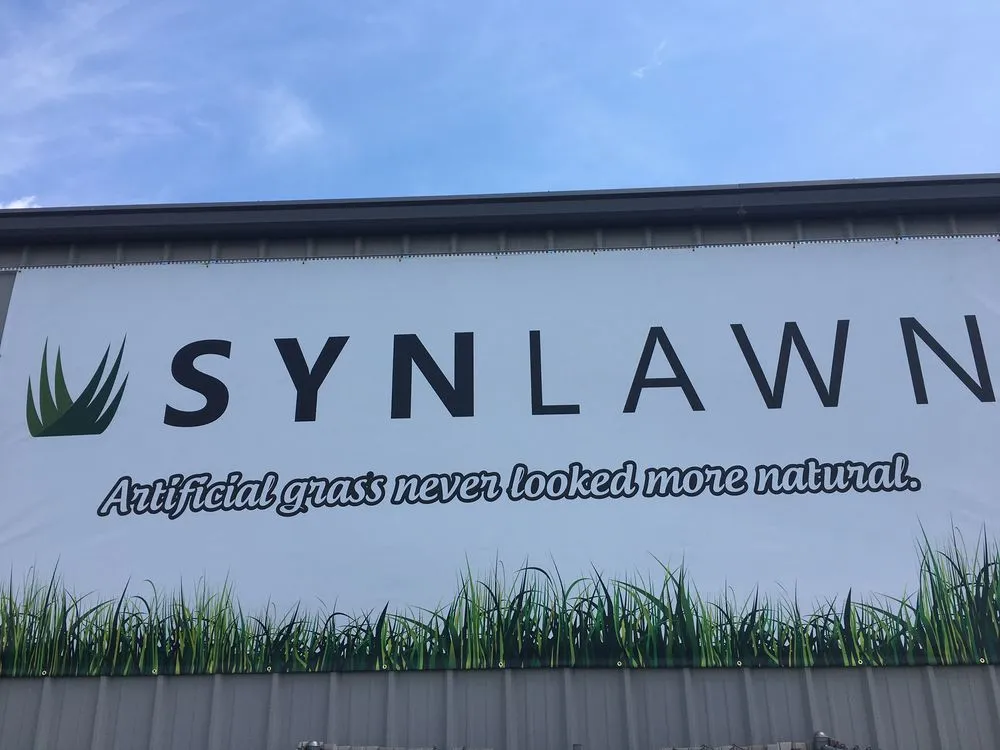 SYNLAWN
Artificial grass never looked more natural.